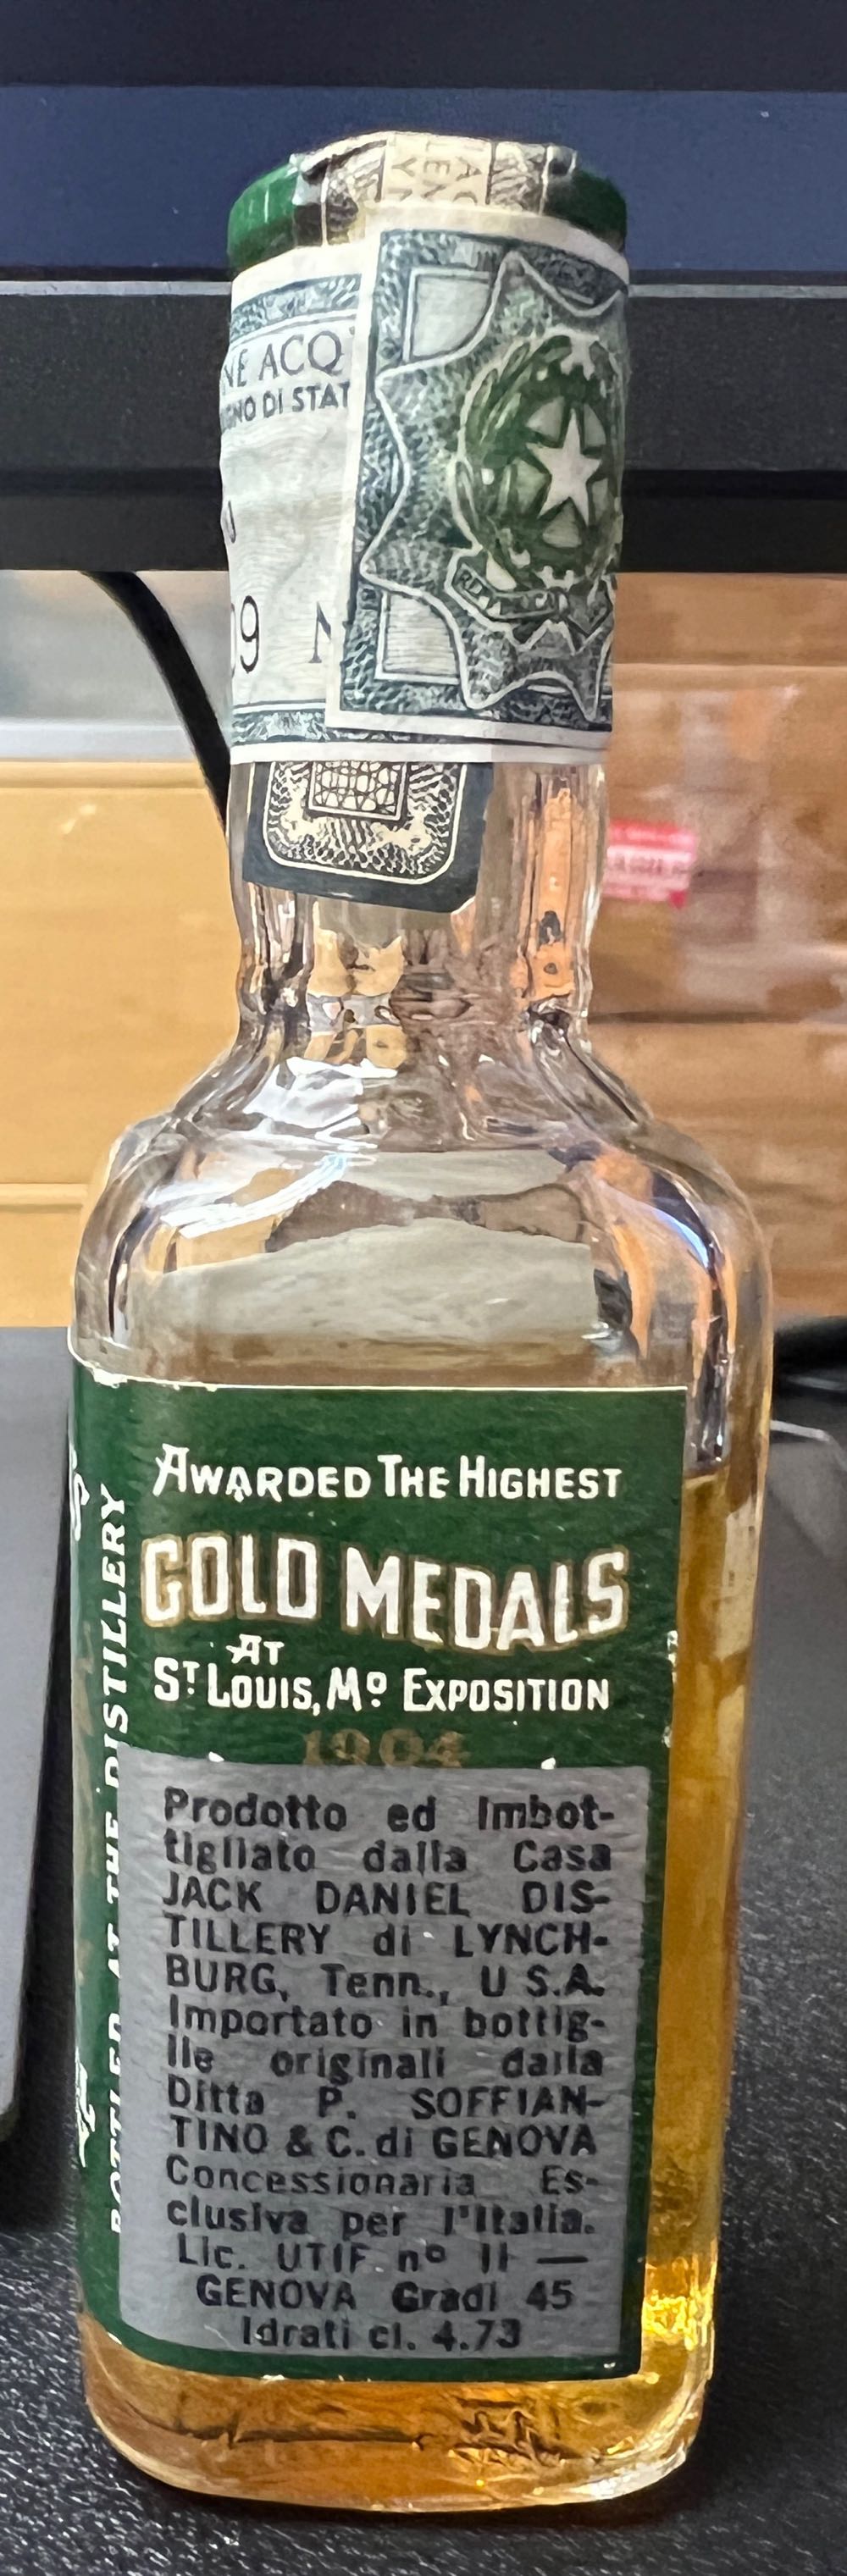 NE ACQ
GNO DI STAT
09 N
AWARDED THE HIGHEST
GOLD MEDALS
AT
ST LOUIS, Mo EXPOSITION
1904
BOTTLED AT THE DISTILLERY
Prodotto ed Imbot-
tigliato dalla Casa
JACK DANIEL DIS-
TILLERY di LYNCH-
BURG, Tenn., U S.A.
Importato in bottig-
lie originali dalla
Ditta P. SOFFIAN-
TINO & C. di GENOVA
Concessionaria Es-
clusiva per l'Italia.
Lic. UTIF nº II —
GENOVA Gradi 45
Idrati cl. 4.73